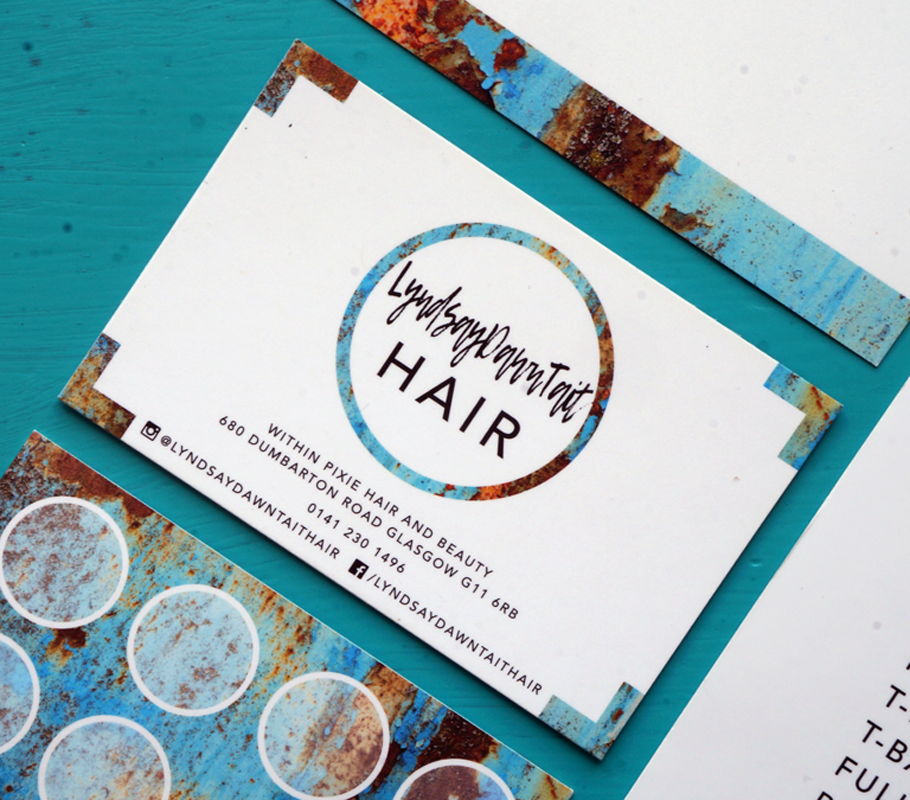 LyndsayDawnTait
HAIR
WITHIN PIXIE HAIR AND BEAUTY
680 DUMBARTON ROAD GLASGOW G11 6RB
0141 230 1496
@LYNDSAYDAWNTAITHAIR /LYNDSAYDAWNTAITHAIR